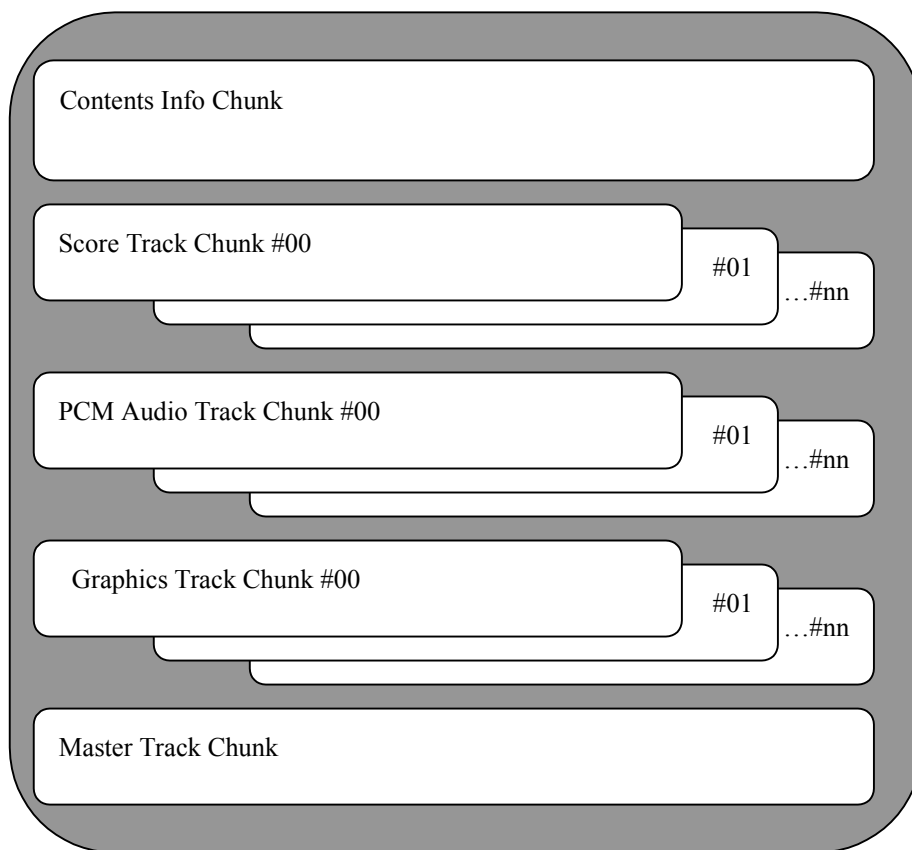 Contents Info Chunk
Score Track Chunk #00
#01
…#nn
PCM Audio Track Chunk #00
#01
…#nn
Graphics Track Chunk #00
#01
…#nn
Master Track Chunk